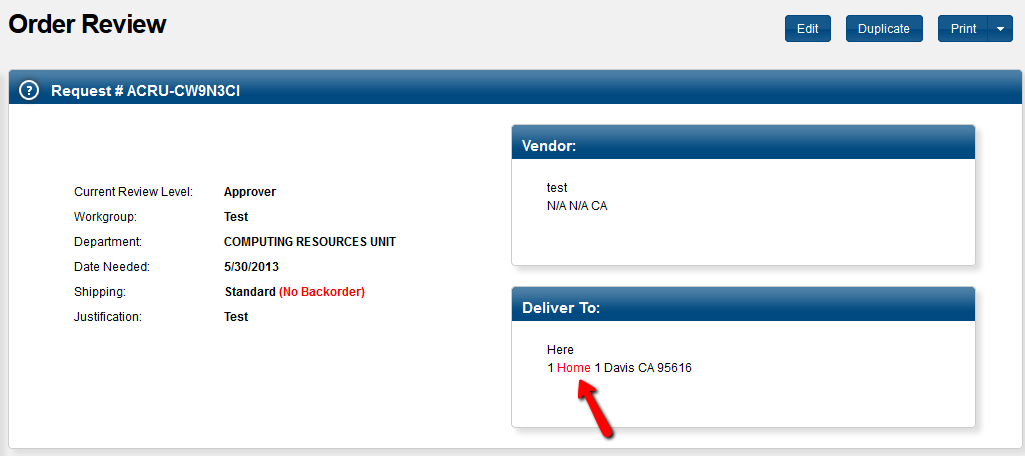 Order Review
Edit
Duplicate
Print
? Request # ACRU-CW9N3CI
Current Review Level: Approver
Workgroup: Test
Department: COMPUTING RESOURCES UNIT
Date Needed: 5/30/2013
Shipping: Standard (No Backorder)
Justification: Test
Vendor:
test
N/A N/A CA
Deliver To:
Here
1 Home 1 Davis CA 95616